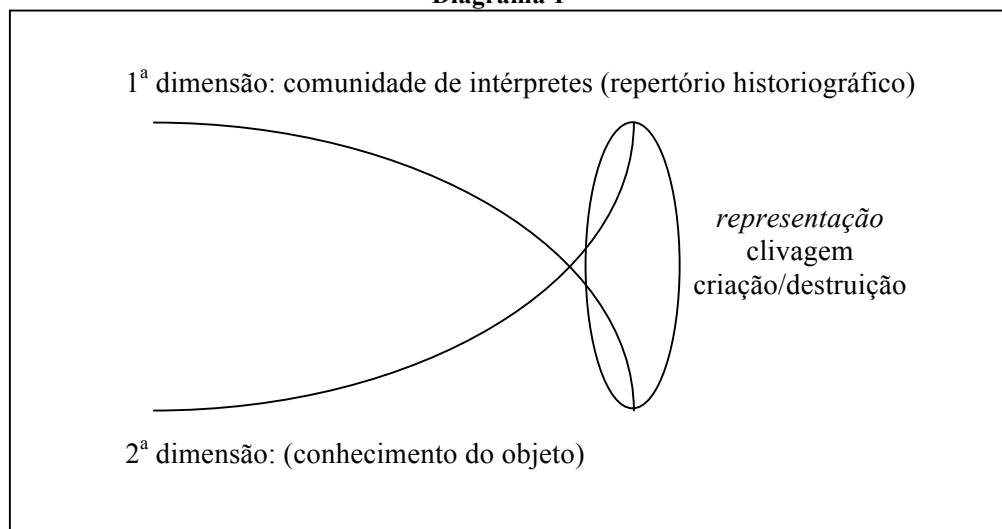 Diagrama 1
1ª dimensão: comunidade de intérpretes (repertório historiográfico)
representação
clivagem
criação/destruição
2ª dimensão: (conhecimento do objeto)